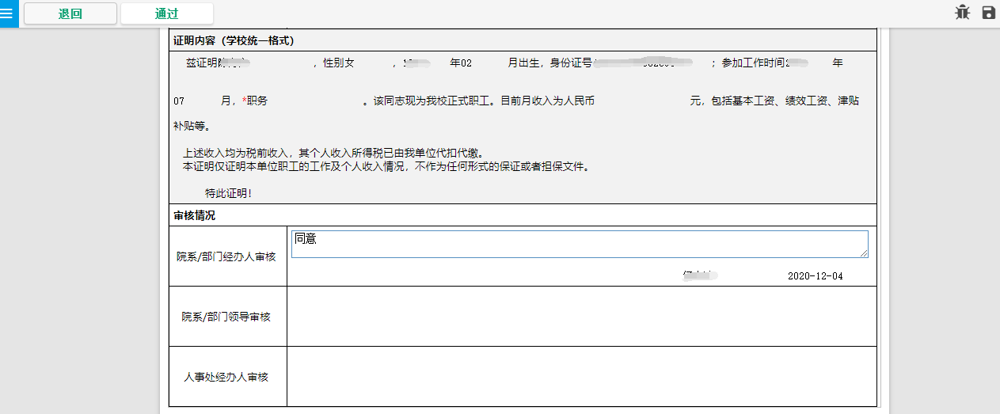 退回 通过
证明内容（学校统一格式）
兹证明 ，性别女 ， 年02 月出生，身份证号 ；参加工作时间2 年
07 月，*职务 。该同志现为我校正式职工。目前月收入为人民币 元，包括基本工资、绩效工资、津贴
补贴等。
上述收入均为税前收入，其个人收入所得税已由我单位代扣代缴。
本证明仅证明本单位职工的工作及个人收入情况，不作为任何形式的保证或者担保文件。
特此证明！
审核情况
同意
院系/部门经办人审核
2020-12-04
院系/部门领导审核
人事处经办人审核